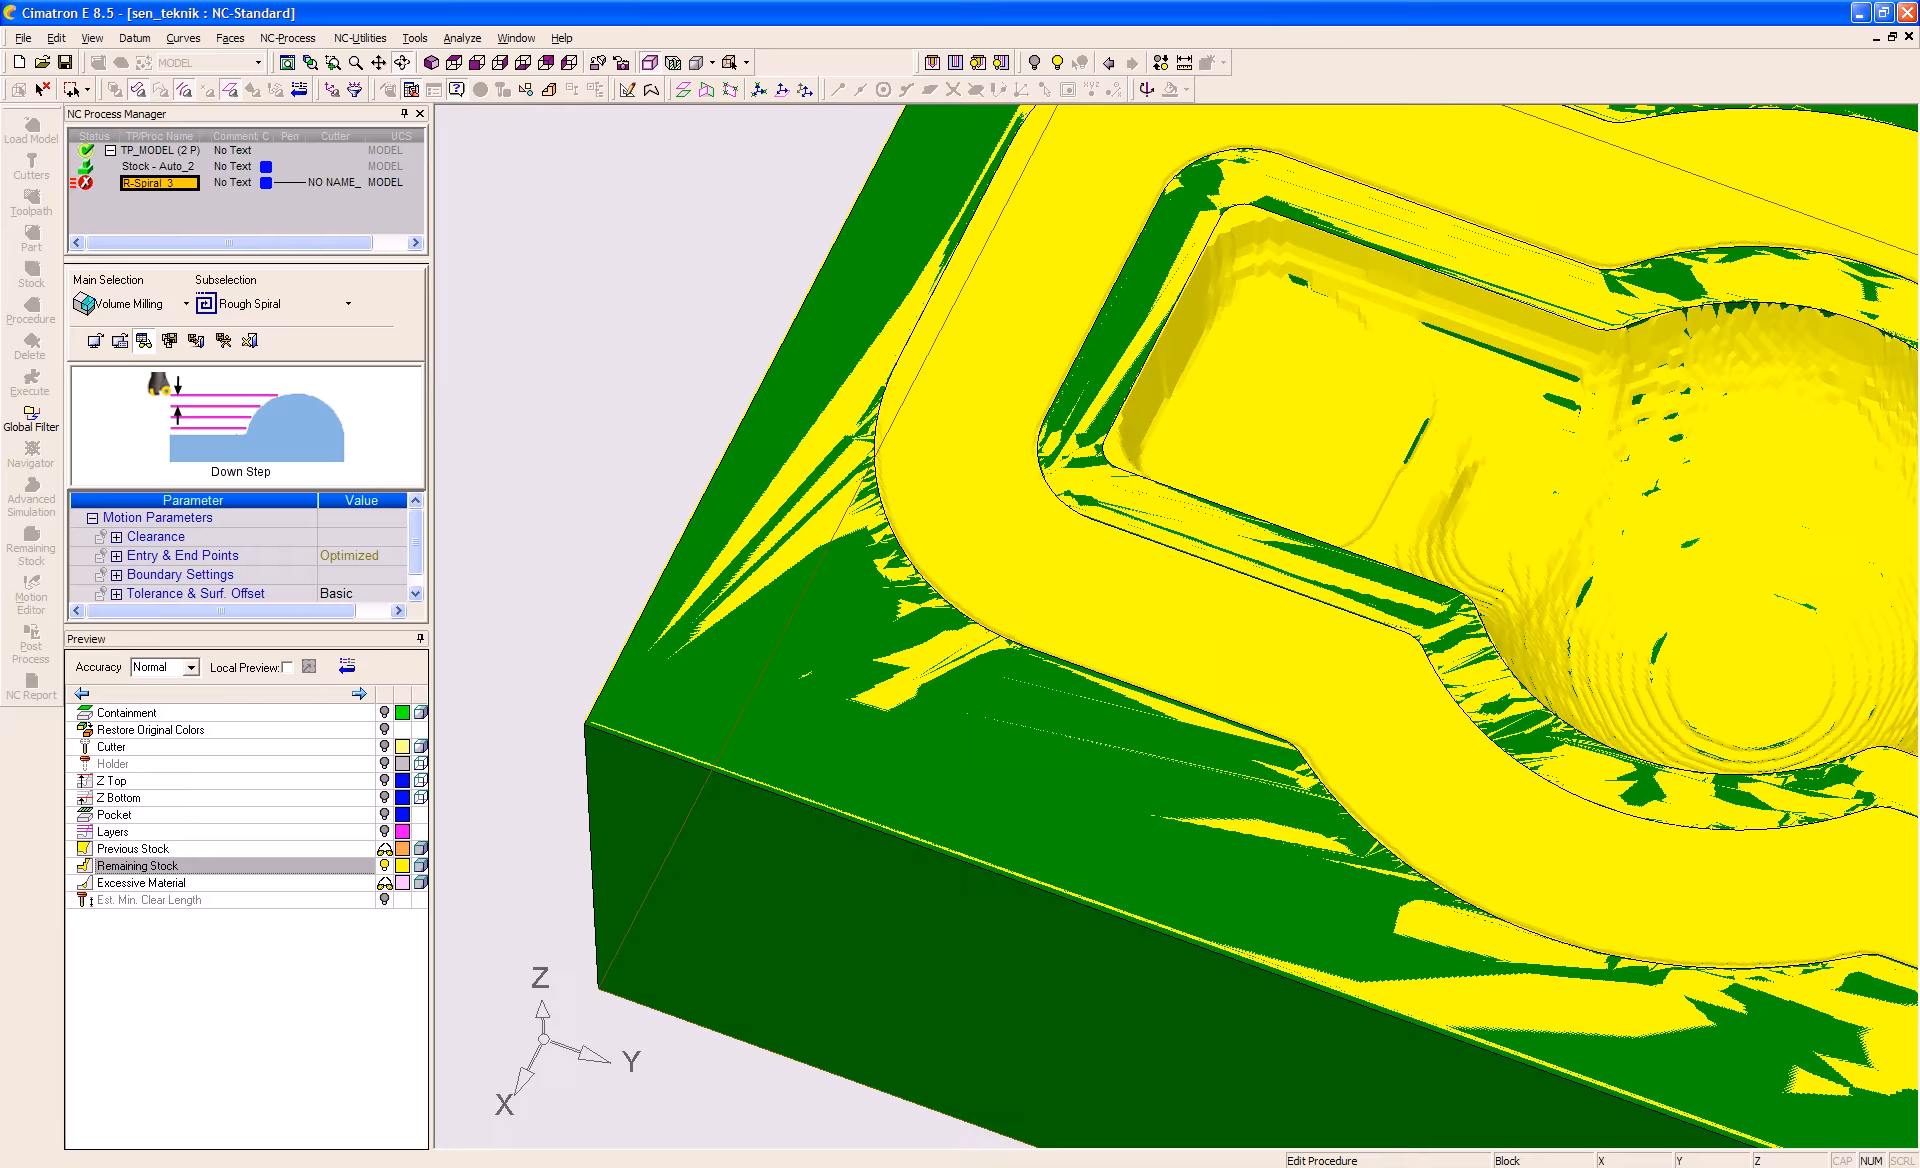 Cimatron E 8.5 - [sen_teknik : NC-Standard]
File Edit View Datum Curves Faces NC-Process NC-Utilities Tools Analyze Window Help
MODEL
Load Model
Cutters
Toolpath
Part
Stock
Procedure
Delete
Execute
Global Filter
Navigator
Advanced
Simulation
Remaining
Stock
Motion
Editor
Post
Process
NC Report
NC Process Manager
Status TP/Proc Name Comment C Pen Cutter UCS
TP_MODEL (2 P) No Text MODEL
Stock - Auto_2 No Text MODEL
R-Spiral_3 No Text NO NAME_ MODEL
Main Selection Subselection
Volume Milling Rough Spiral
Down Step
Parameter Value
Motion Parameters
Clearance
Entry & End Points Optimized
Boundary Settings
Tolerance & Surf. Offset Basic
Preview
Accuracy Normal Local Preview:
Containment
Restore Original Colors
Cutter
Holder
Z Top
Z Bottom
Pocket
Layers
Previous Stock
Remaining Stock
Excessive Material
Est. Min. Clear Length
Z
Y
X
Edit Procedure Block X Y Z CAP NUM SCRL